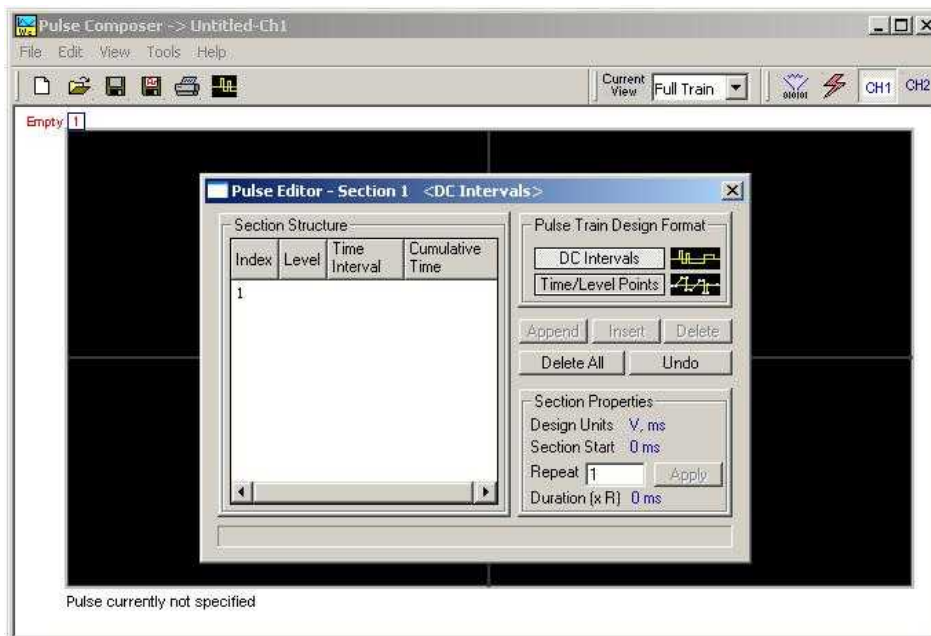 Pulse Composer -> Untitled-Ch1
File Edit View Tools Help
Current View Full Train
010101
CH1 CH2
Empty 1
Pulse Editor - Section 1 <DC Intervals>
Section Structure
Index Level Time Interval Cumulative Time
1
Pulse Train Design Format
DC Intervals
Time/Level Points
Append Insert Delete
Delete All Undo
Section Properties
Design Units V, ms
Section Start 0 ms
Repeat 1 Apply
Duration (x R) 0 ms
Pulse currently not specified